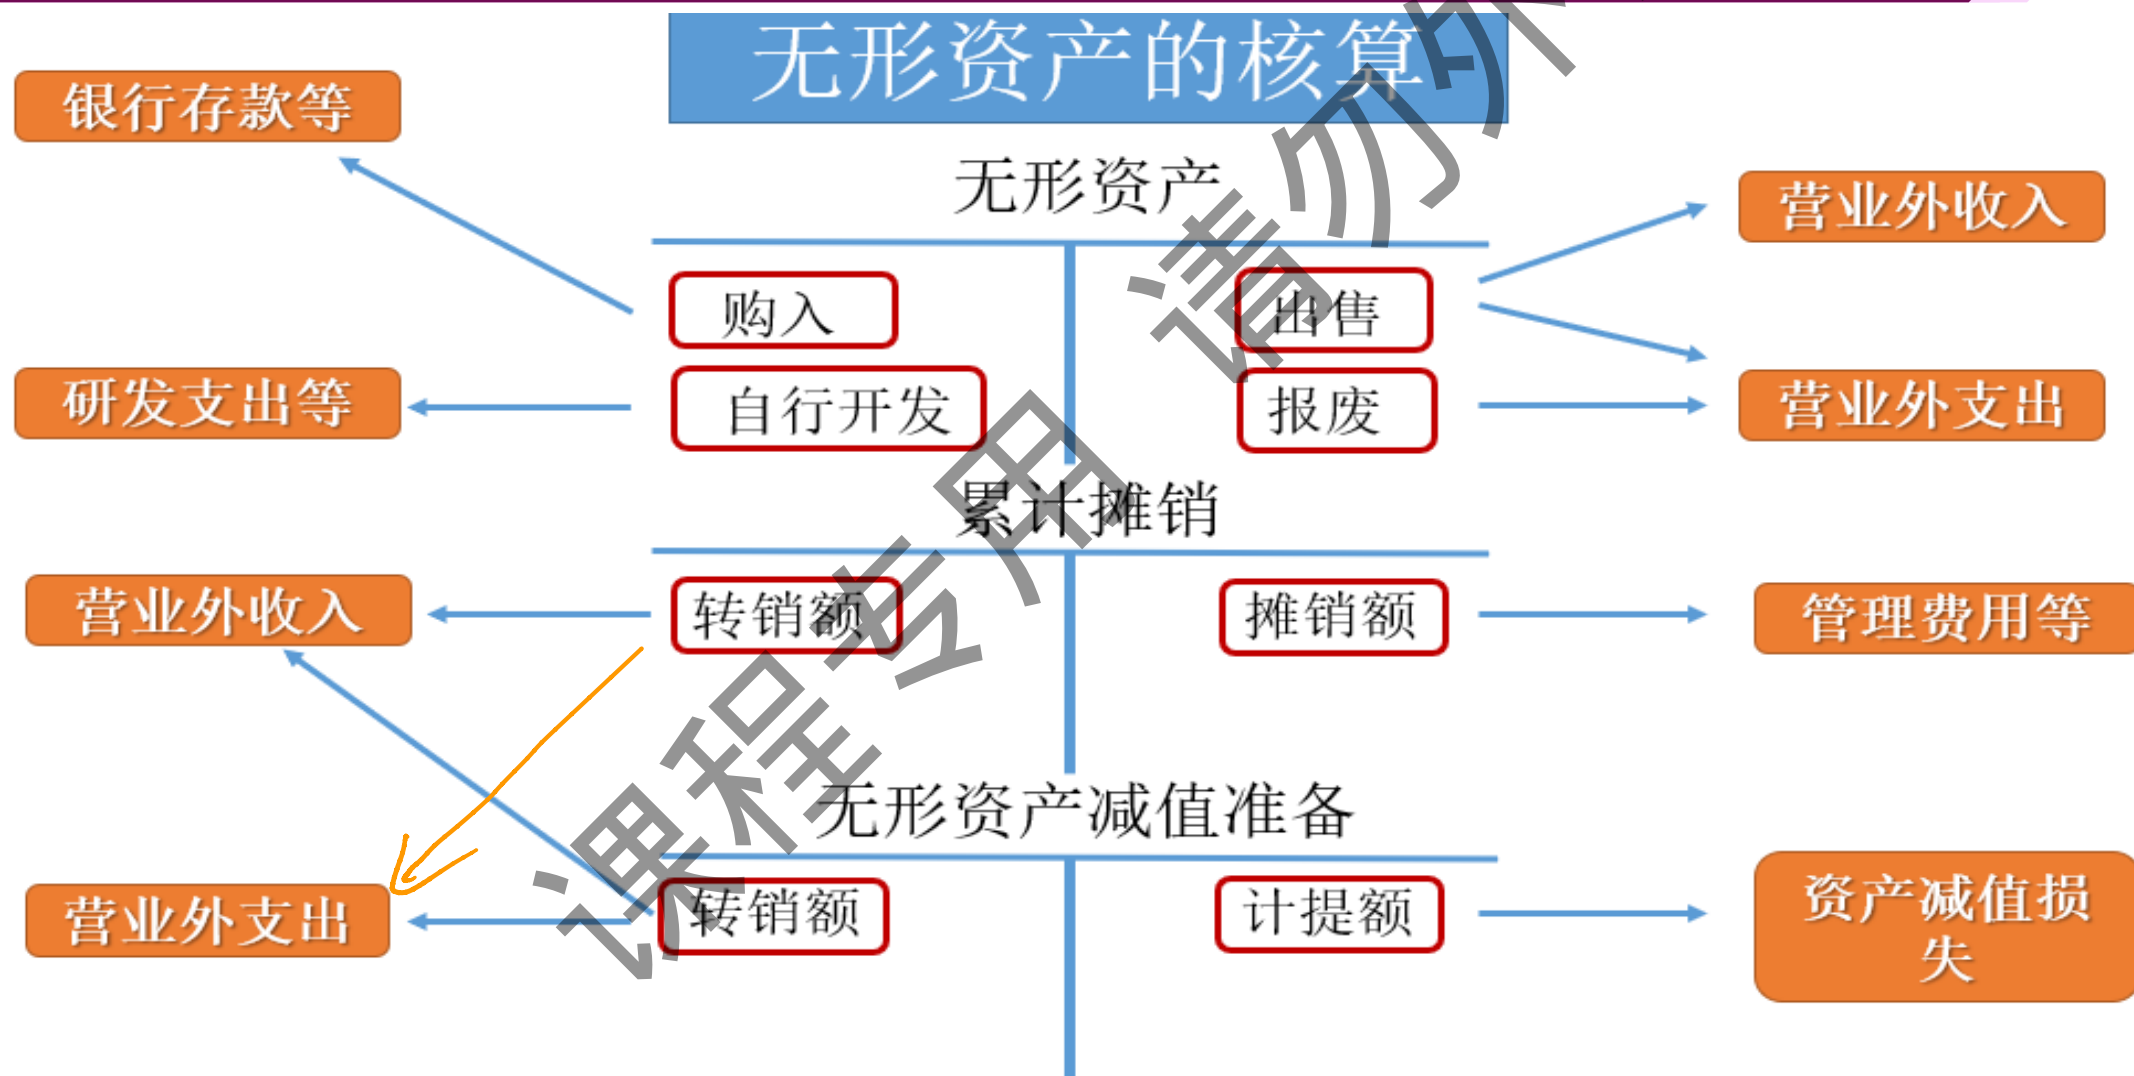 无形资产的核算
银行存款等
无形资产
营业外收入
购入
出售
研发支出等
自行开发
报废
营业外支出
累计摊销
营业外收入
转销额
摊销额
管理费用等
无形资产减值准备
营业外支出
转销额
计提额
资产减值损
失
课程专用 请勿外